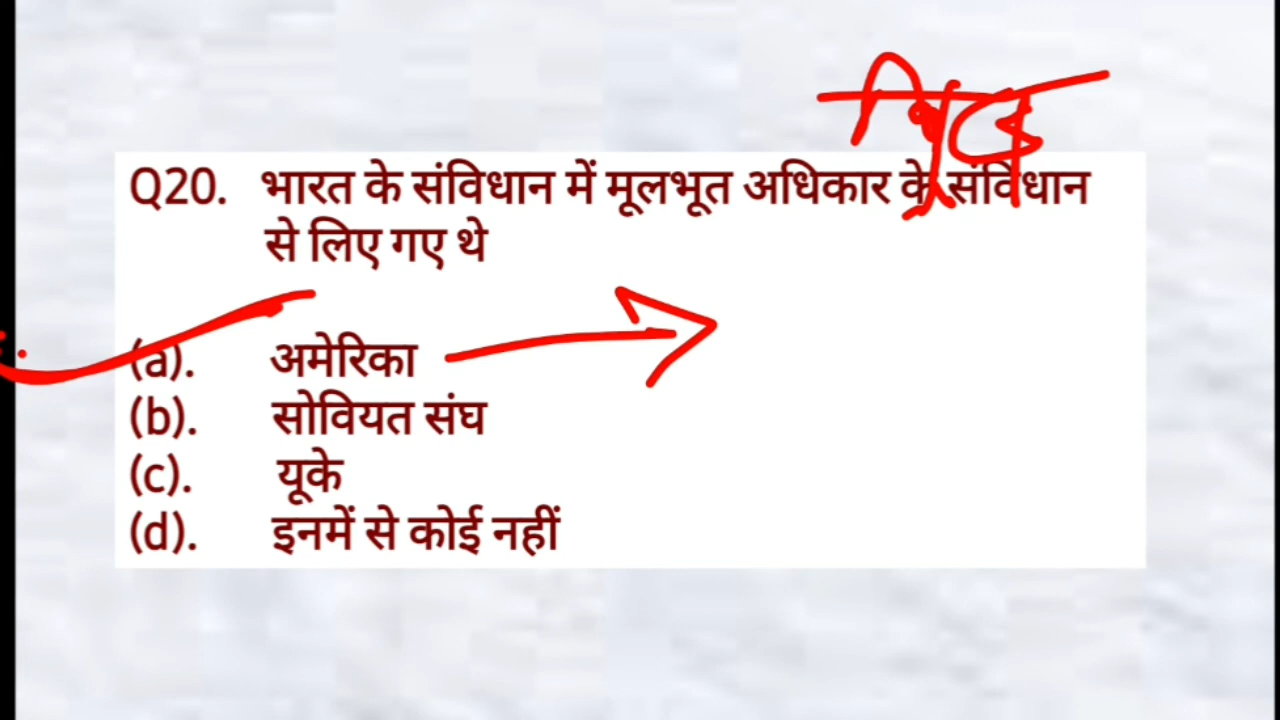 Q20. भारत के संविधान में मूलभूत अधिकार के संविधान
से लिए गए थे
(a). अमेरिका
(b). सोवियत संघ
(c). यूके
(d). इनमें से कोई नहीं